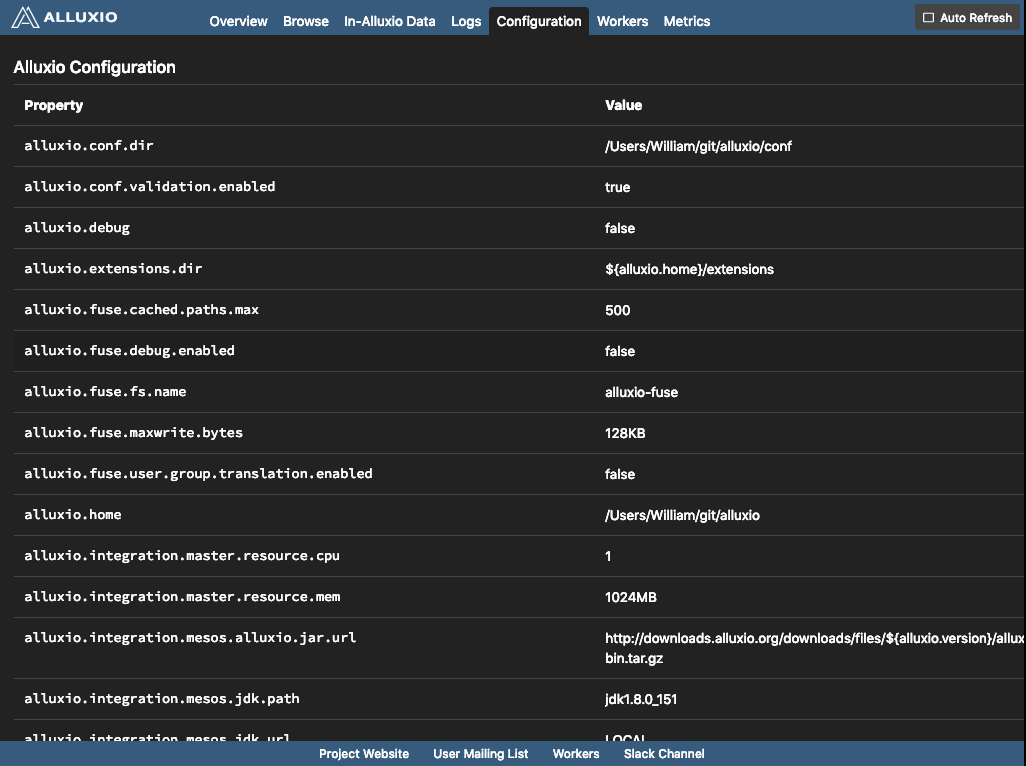 ALLUXIO
Overview Browse In-Alluxio Data Logs Configuration Workers Metrics Auto Refresh
Alluxio Configuration
Property Value
alluxio.conf.dir /Users/William/git/alluxio/conf
alluxio.conf.validation.enabled true
alluxio.debug false
alluxio.extensions.dir ${alluxio.home}/extensions
alluxio.fuse.cached.paths.max 500
alluxio.fuse.debug.enabled false
alluxio.fuse.fs.name alluxio-fuse
alluxio.fuse.maxwrite.bytes 128KB
alluxio.fuse.user.group.translation.enabled false
alluxio.home /Users/William/git/alluxio
alluxio.integration.master.resource.cpu 1
alluxio.integration.master.resource.mem 1024MB
alluxio.integration.mesos.alluxio.jar.url http://downloads.alluxio.org/downloads/files/${alluxio.version}/allux
bin.tar.gz
alluxio.integration.mesos.jdk.path jdk1.8.0_151
alluxio.integration.mesos.jdk.url LOCAL
Project Website User Mailing List Workers Slack Channel